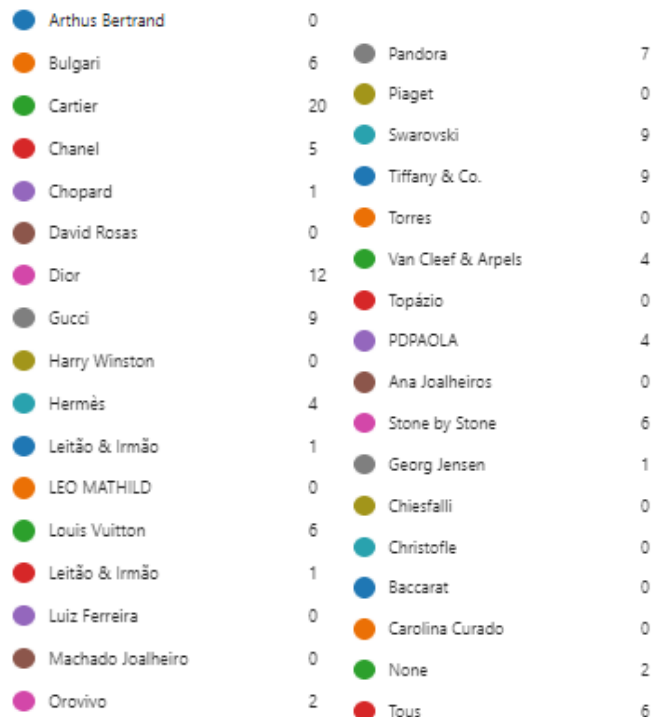 Arthus Bertrand 0
Bulgari 6
Cartier 20
Chanel 5
Chopard 1
David Rosas 0
Dior 12
Gucci 9
Harry Winston 0
Hermès 4
Leitão & Irmão 1
LEO MATHILD 0
Louis Vuitton 6
Leitão & Irmão 1
Luiz Ferreira 0
Machado Joalheiro 0
Orovivo 2
Pandora 7
Piaget 0
Swarovski 9
Tiffany & Co. 9
Torres 0
Van Cleef & Arpels 4
Topázio 0
PDPAOLA 4
Ana Joalheiros 0
Stone by Stone 6
Georg Jensen 1
Chiesfalli 0
Christofle 0
Baccarat 0
Carolina Curado 0
None 2
Tous 6